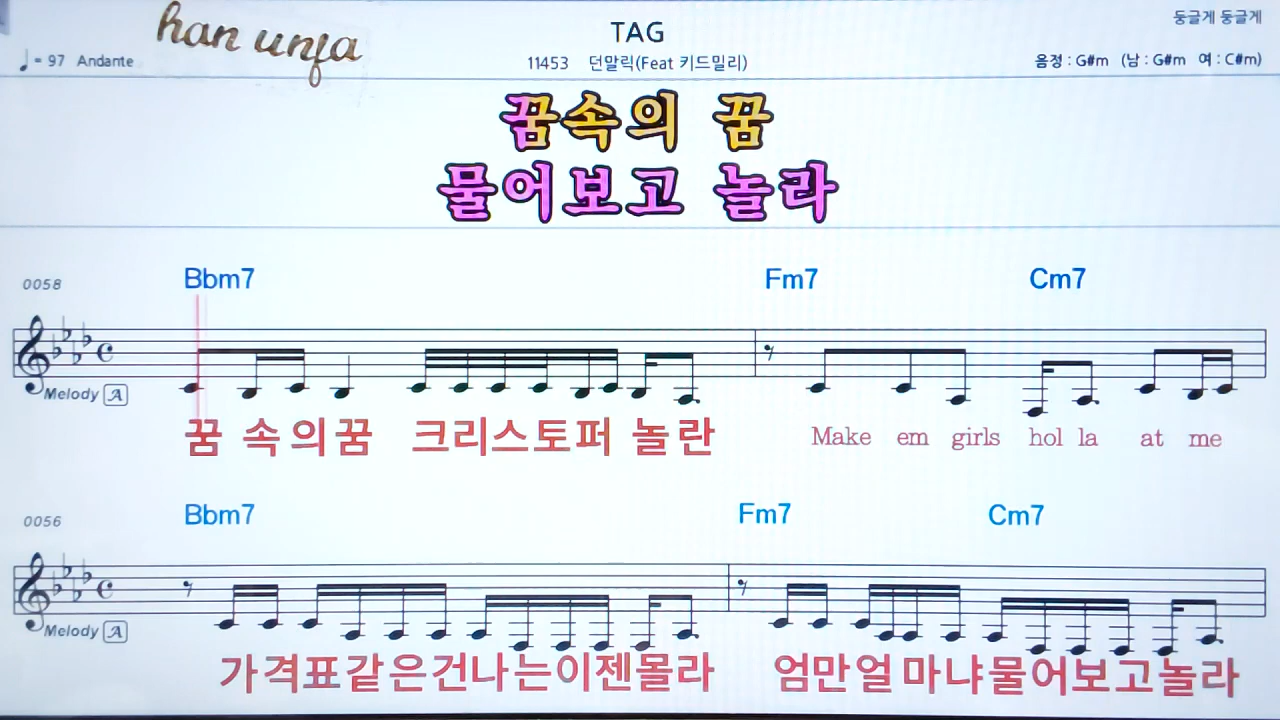 han unfa
TAG
둥글게 둥글게
♩= 97 Andante
11453 던말릭(Feat 키드밀리)
음정 : G#m (남 : G#m 여 : C#m)
꿈속의 꿈
물어보고 놀라
0058
Bbm7 Fm7 Cm7
Melody A
꿈 속의꿈 크리스토퍼 놀란 Make em girls hol la at me
0056
Bbm7 Fm7 Cm7
Melody A
가격표같은건나는이젠몰라 엄만얼마냐물어보고놀라